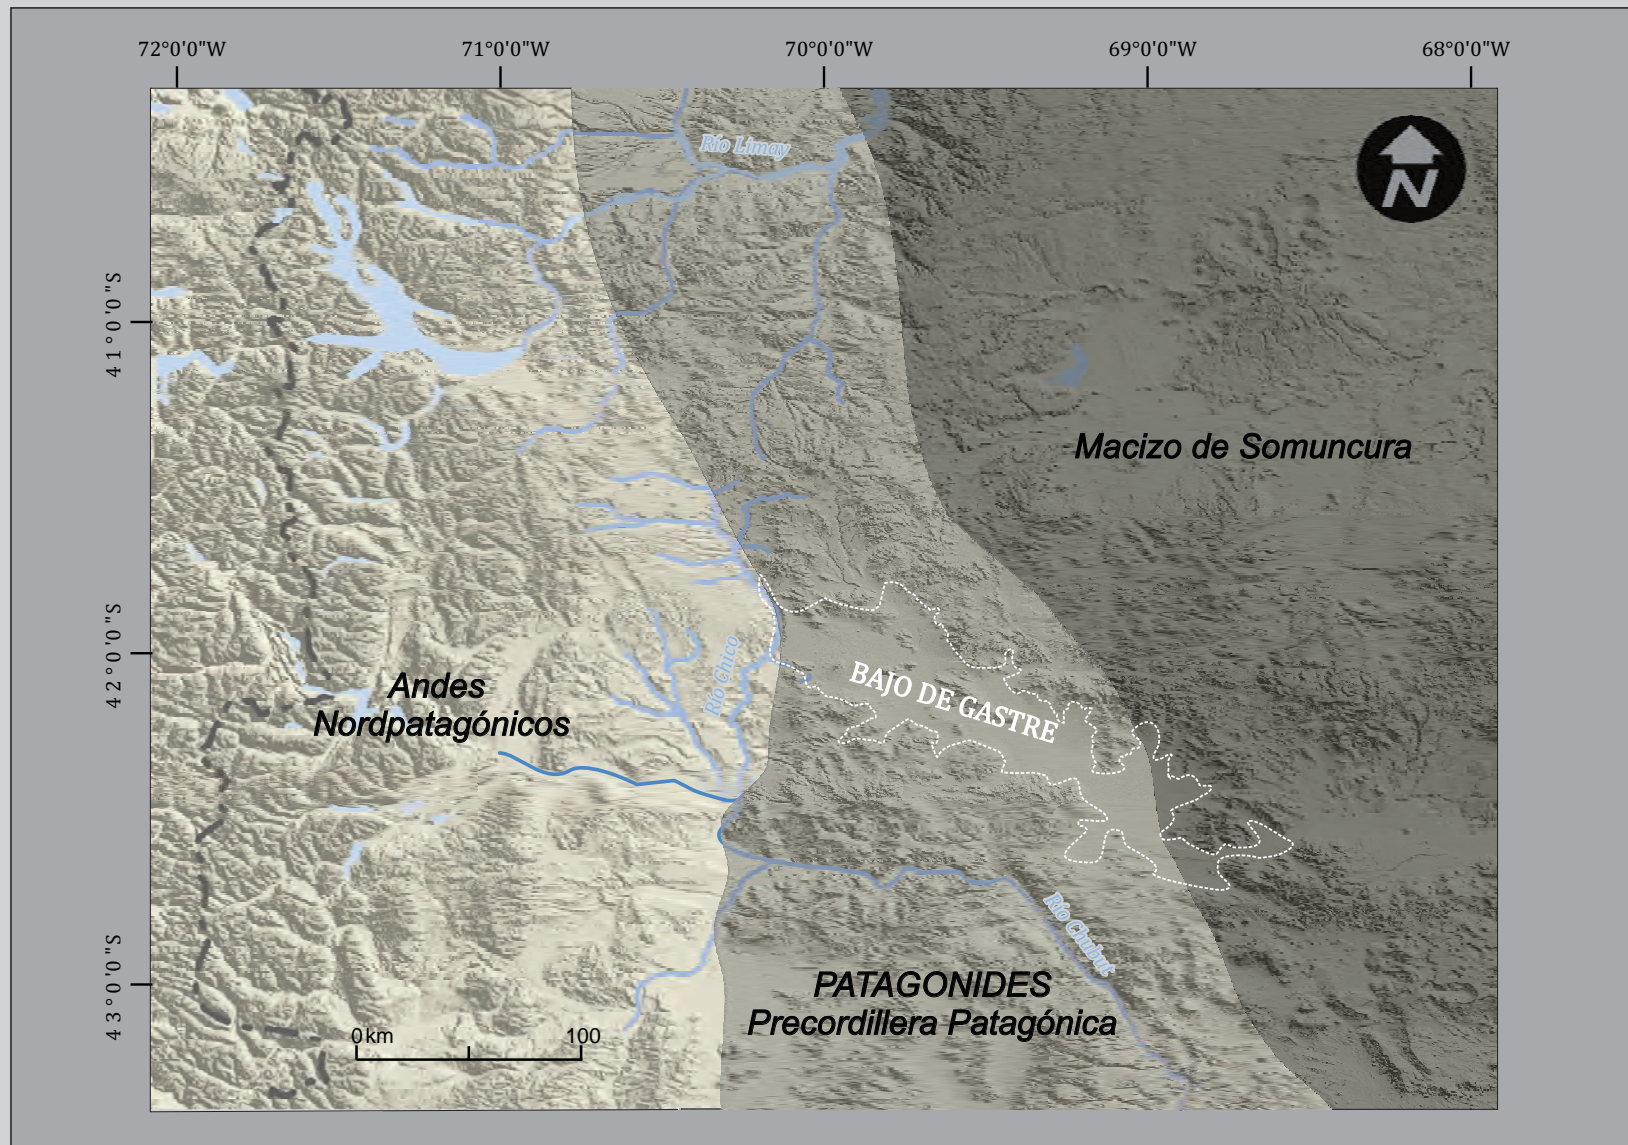 72°0'0"W
71°0'0"W
70°0'0"W
69°0'0"W
68°0'0"W
Río Limay
N
41°0'0"S
Macizo de Somuncura
42°0'0"S
Río Chico
BAJO DE GASTRE
Andes
Nordpatagónicos
Río Chubut
43°0'0"S
PATAGONIDES
Precordillera Patagónica
0 km 100